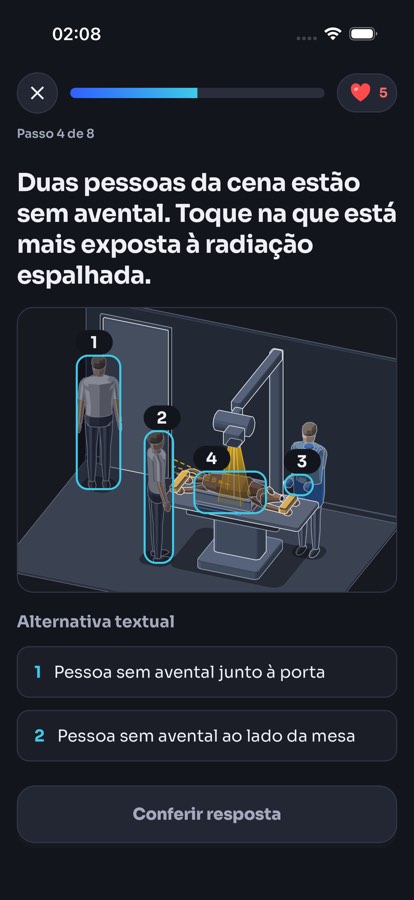 02:08
5
Passo 4 de 8
Duas pessoas da cena estão
sem avental. Toque na que está
mais exposta à radiação
espalhada.
1
2
4
3
Alternativa textual
1 Pessoa sem avental junto à porta
2 Pessoa sem avental ao lado da mesa
Conferir resposta